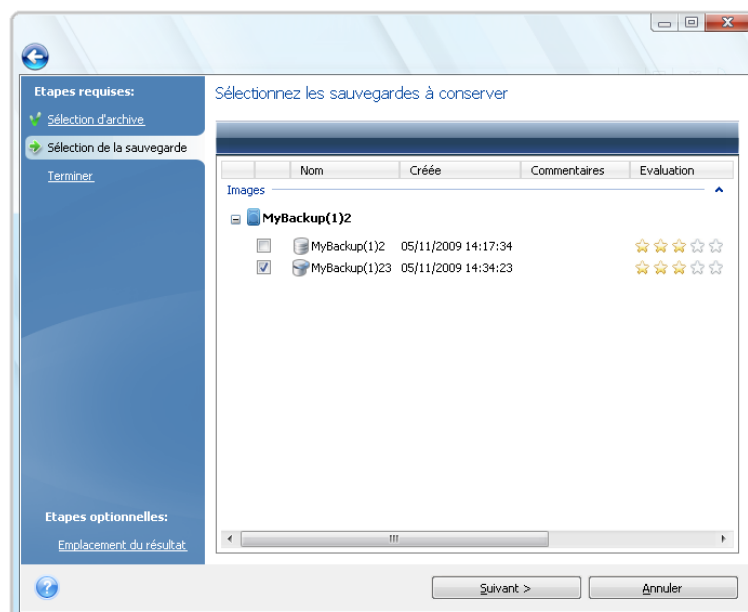 Etapes requises:
Sélection d'archive
Sélection de la sauvegarde
Terminer
Etapes optionnelles:
Emplacement du résultat
Sélectionnez les sauvegardes à conserver
Nom Créée Commentaires Evaluation
Images
MyBackup(1)2
MyBackup(1)2 05/11/2009 14:17:34
MyBackup(1)23 05/11/2009 14:34:23
Suivant > Annuler